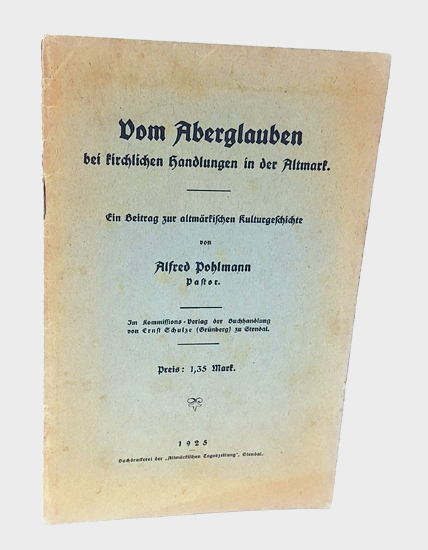 Vom Aberglauben
bei kirchlichen Handlungen in der Altmark.
Ein Beitrag zur altmärkischen Kulturgeschichte
von
Alfred Pohlmann
Pastor.
Im Kommissions-Verlag der Buchhandlung
von Ernst Schulze (Grünberg) zu Stendal.
Preis: 1,35 Mark.
1925
Buchdruckerei der „Altmärkischen Tageszeitung“, Stendal.